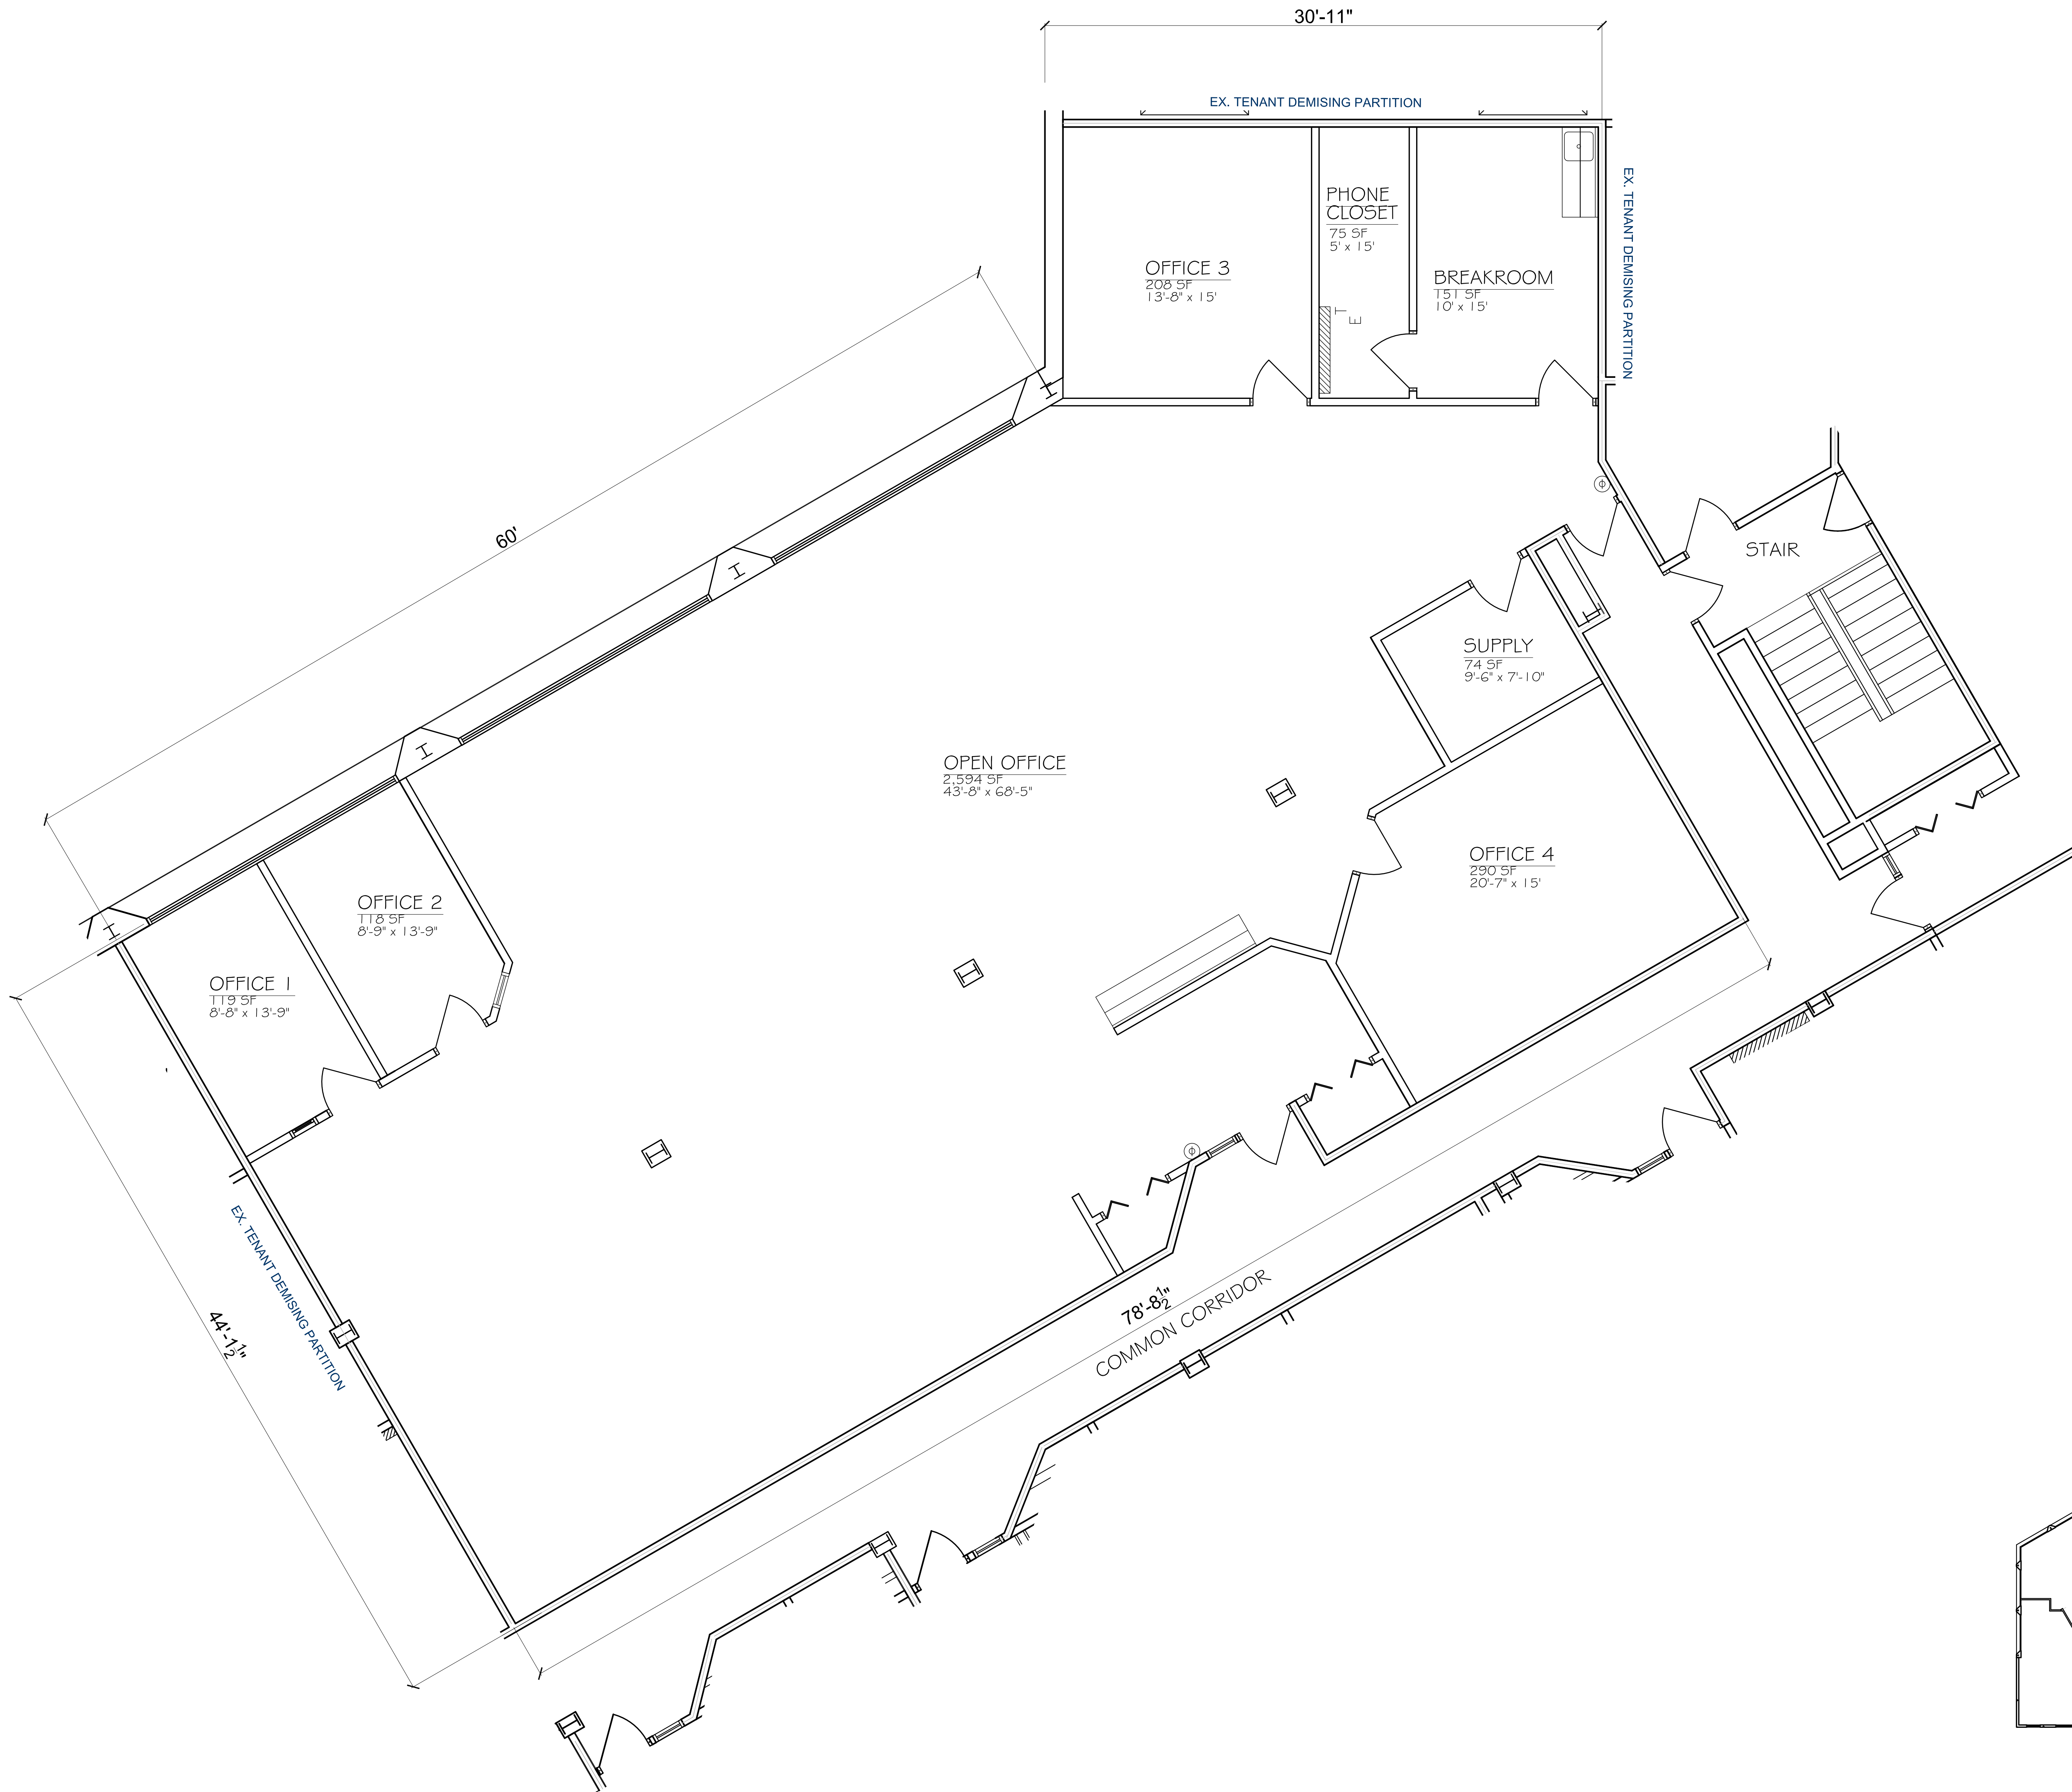 30'-11"
EX. TENANT DEMISING PARTITION
EX. TENANT DEMISING PARTITION
PHONE
CLOSET
75 SF
5' x 15'
OFFICE 3
208 SF
13'-8" x 15'
BREAKROOM
151 SF
10' x 15'
T
E
60'
STAIR
SUPPLY
74 SF
9'-6" x 7'-10"
OPEN OFFICE
2,594 SF
43'-8" x 68'-5"
OFFICE 4
290 SF
20'-7" x 15'
OFFICE 2
118 SF
8'-9" x 13'-9"
OFFICE 1
119 SF
8'-8" x 13'-9"
EX. TENANT DEMISING PARTITION
44'-1½"
78'-8½"
COMMON CORRIDOR